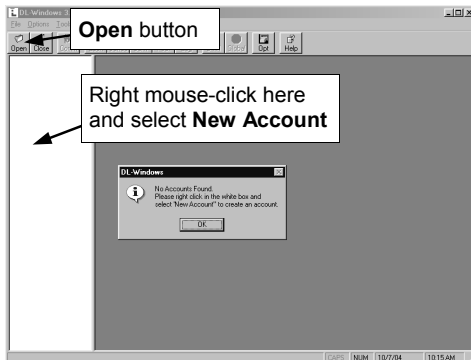 DL-Windows 3
File Options Tools
Open button
Open Close Global Opt Help
Right mouse-click here
and select New Account
DL-Windows
No Accounts Found.
Please right click in the white box and
select "New Account" to create an account.
OK
CAPS NUM 10/7/04 10:15 AM